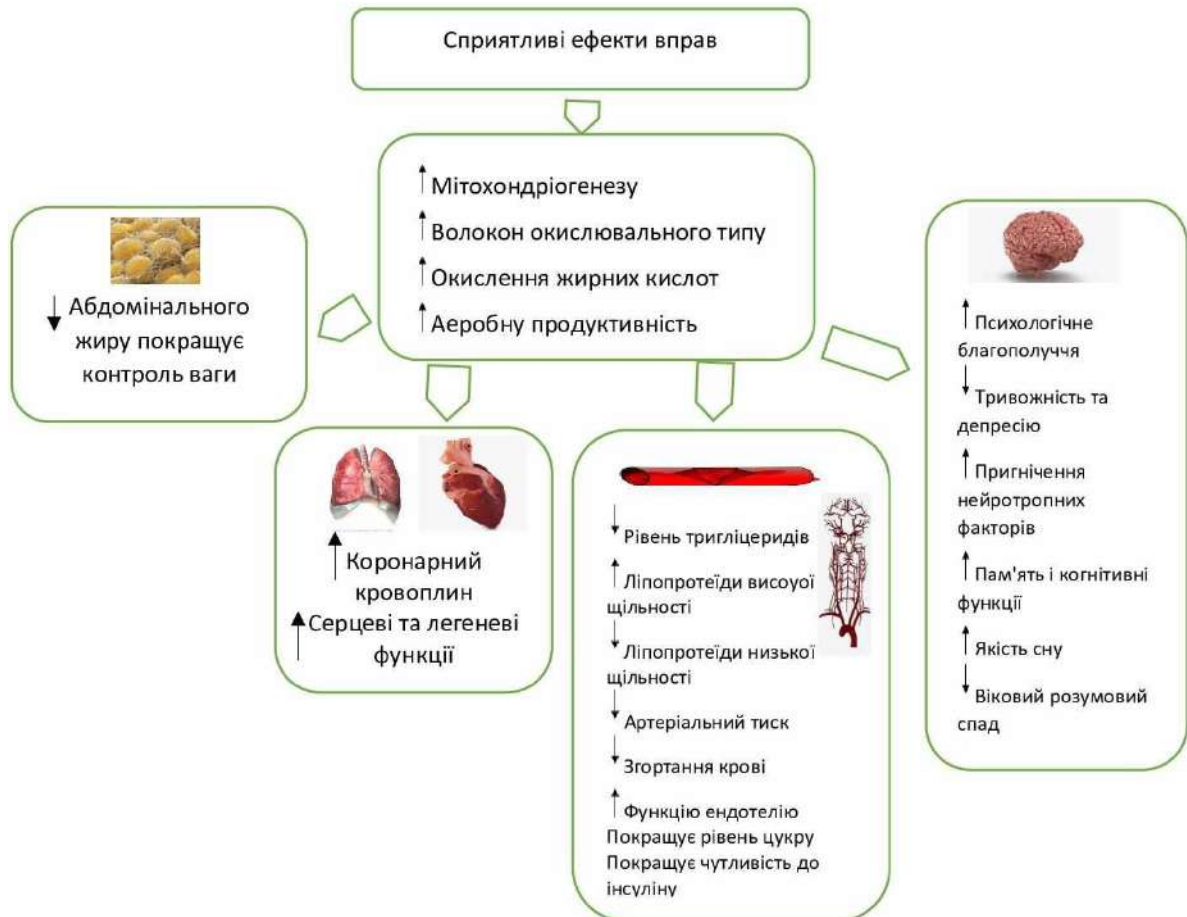 Сприятливі ефекти вправ
↑Мітохондріогенезу
↑Волокон окислювального типу
↑Окислення жирних кислот
↑Аеробну продуктивність
↓ Абдомінального
жиру покращує
контроль ваги
↑Коронарний
кровоплин
↑Серцеві та легеневі
функції
↓Рівень тригліцеридів
↑Ліпопротеїди висоуої
щільності
↓Ліпопротеїди низької
щільності
↓Артеріальний тиск
↓Згортання крові
↑Функцію ендотелію
Покращує рівень цукру
Покращує чутливість до
інсуліну
↑Психологічне
благополуччя
↓Тривожність та
депресію
↑Пригнічення
нейротропних
факторів
↑Пам'ять і когнітивні
функції
↑Якість сну
↓Віковий розумовий
спад